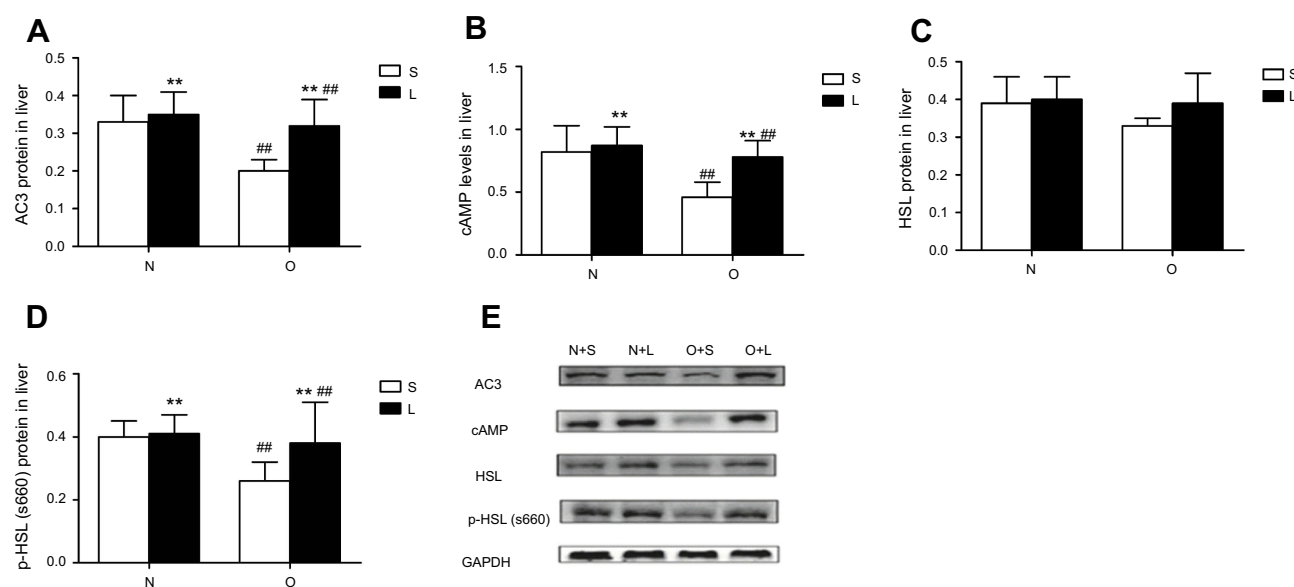 A
AC3 protein in liver
0.5
0.4
0.3
0.2
0.1
0.0
**
##
** ##
N
O
S
L
B
cAMP levels in liver
1.5
1.0
0.5
0.0
**
##
** ##
N
O
S
L
C
HSL protein in liver
0.5
0.4
0.3
0.2
0.1
0.0
N
O
S
L
D
p-HSL (s660) protein in liver
0.6
0.4
0.2
0.0
**
##
** ##
N
O
S
L
E
N+S N+L O+S O+L
AC3
cAMP
HSL
p-HSL (s660)
GAPDH